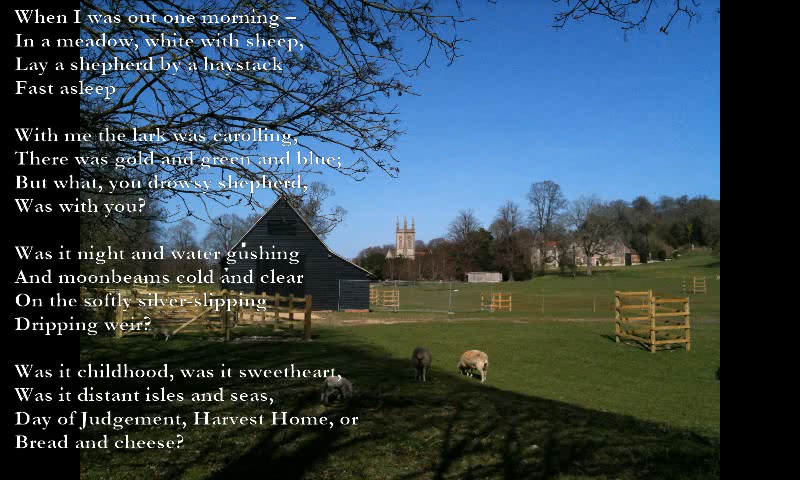 When I was out one morning –
In a meadow, white with sheep,
Lay a shepherd by a haystack
Fast asleep
With me the lark was carolling,
There was gold and green and blue;
But what, you drowsy shepherd,
Was with you?
Was it night and water gushing
And moonbeams cold and clear
On the softly silver-slipping
Dripping weir?
Was it childhood, was it sweetheart,
Was it distant isles and seas,
Day of Judgement, Harvest Home, or
Bread and cheese?